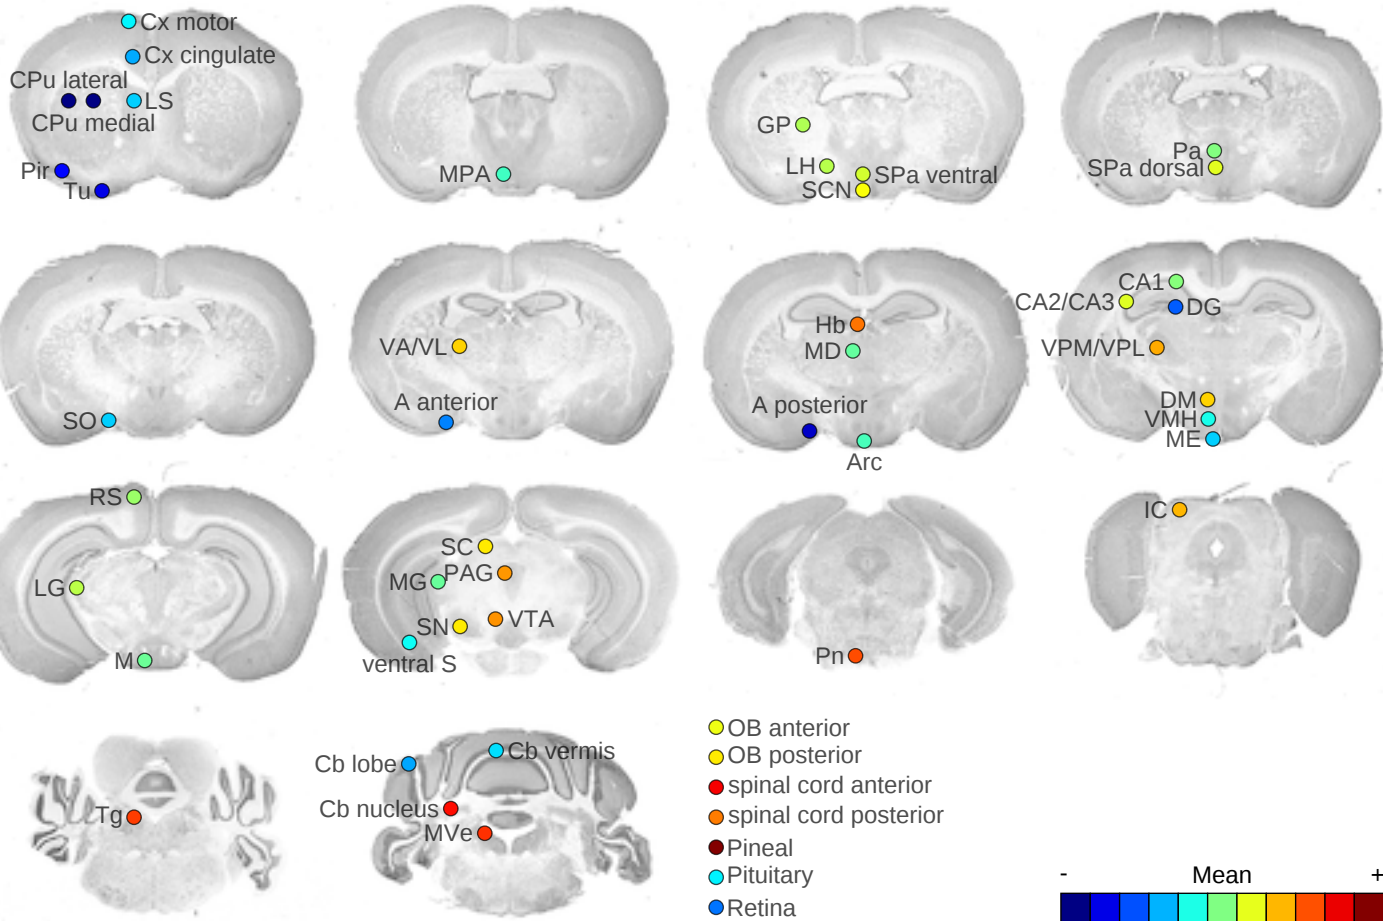 Cx motor
Cx cingulate
CPu lateral
LS
CPu medial
Pir
Tu
MPA
GP
LH
SPa ventral
SCN
Pa
SPa dorsal
SO
VA/VL
A anterior
Hb
MD
A posterior
Arc
CA1
CA2/CA3
DG
VPM/VPL
DM
VMH
ME
RS
LG
M
SC
MG
PAG
SN
VTA
ventral S
Pn
IC
Tg
Cb lobe
Cb vermis
Cb nucleus
MVe
OB anterior
OB posterior
spinal cord anterior
spinal cord posterior
Pineal
Pituitary
Retina
- Mean +